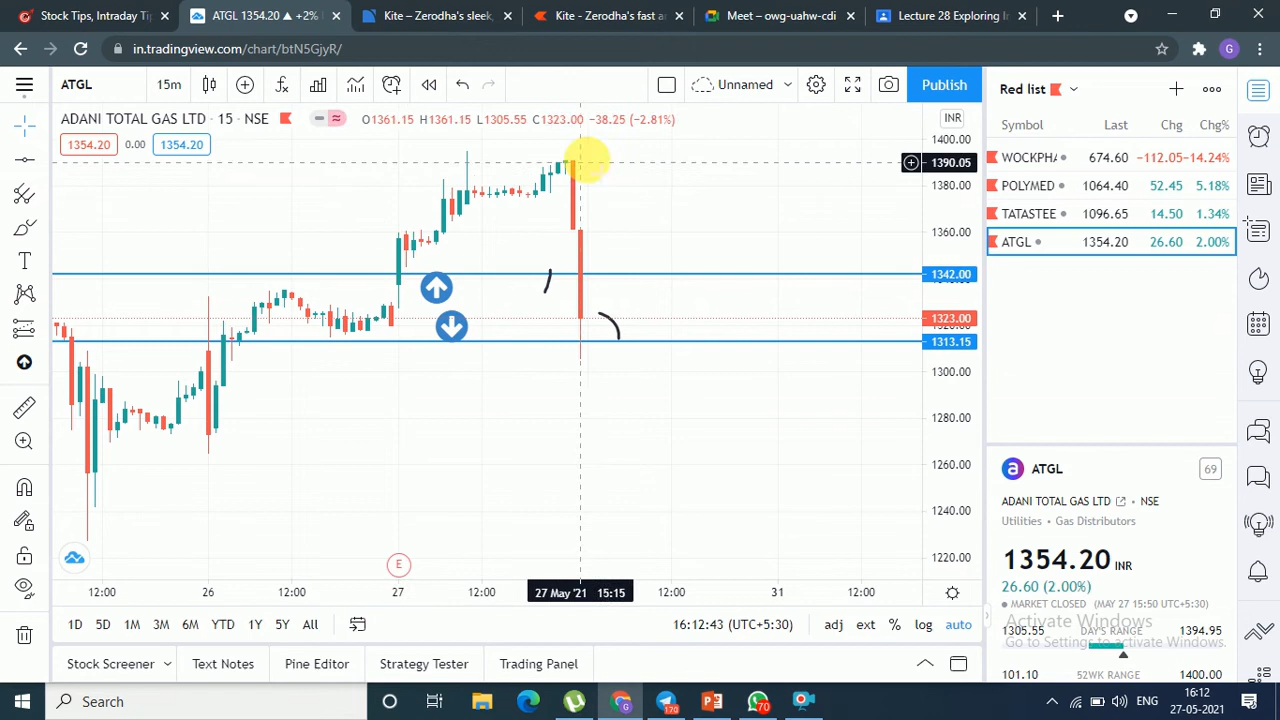 Stock Tips, Intraday Tips
ATGL 1354.20 ▲ +2%
Kite – Zerodha's sleek,
Kite - Zerodha's fast ar
Meet – owg-uahw-cdi
Lecture 28 Exploring
in.tradingview.com/chart/btN5GjyR/
G
ATGL
15m
Unnamed
Publish
Red list
ADANI TOTAL GAS LTD · 15 · NSE
O1361.15 H1361.15 L1305.55 C1323.00 −38.25 (−2.81%)
INR
1354.20 0.00 1354.20
Symbol Last Chg Chg%
WOCKPHA 674.60 −112.05 −14.24%
POLYMED 1064.40 52.45 5.18%
TATASTEE 1096.65 14.50 1.34%
ATGL 1354.20 26.60 2.00%
1400.00
1390.05
1380.00
1360.00
1342.00
1323.00
1313.15
1300.00
1280.00
1260.00
1240.00
1220.00
E
12:00 26 12:00 27 12:00 27 May '21 15:15 12:00 31 12:00
1D 5D 1M 3M 6M YTD 1Y 5Y All
16:12:43 (UTC+5:30) adj ext % log auto
Stock Screener Text Notes Pine Editor Strategy Tester Trading Panel
a ATGL 69
ADANI TOTAL GAS LTD • NSE
Utilities • Gas Distributors
1354.20 INR
26.60 (2.00%)
MARKET CLOSED (MAY 27 15:50 UTC+5:30)
Activate Windows
1305.55 DAY'S RANGE 1394.95
Go to Settings to activate Windows.
101.10 52WK RANGE 1400.00
Search
170
70
ENG
16:12
27-05-2021